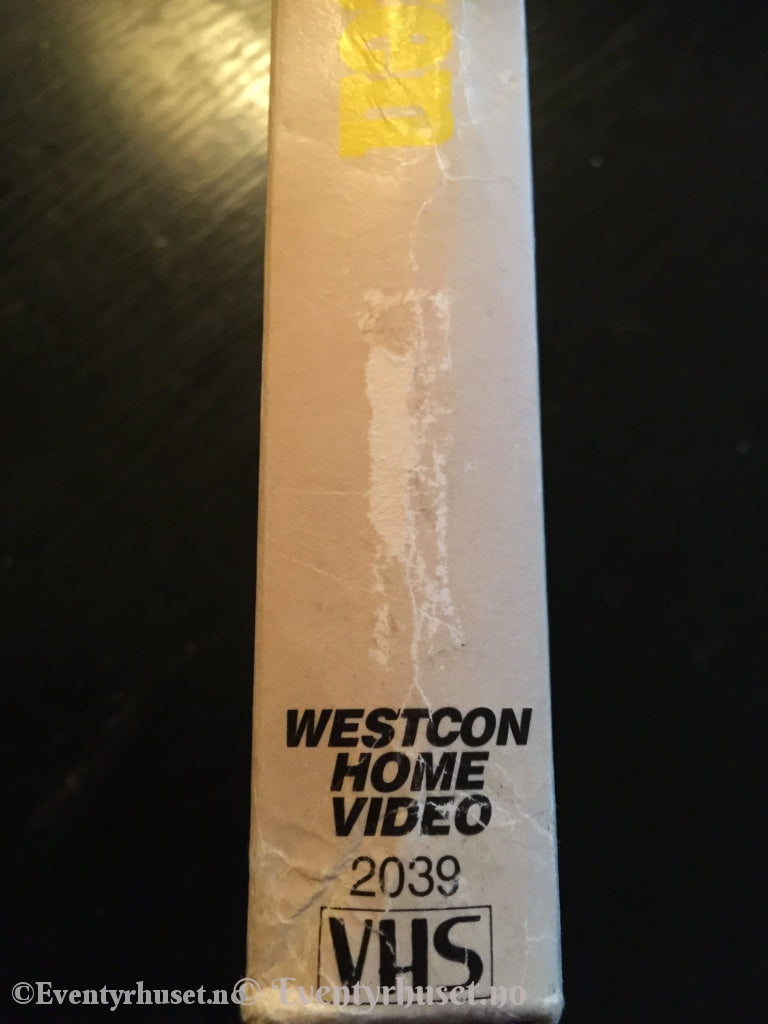 WESTCON
HOME
VIDEO
2039
VHS
©Eventyrhuset.no
© Eventyrhuset.no